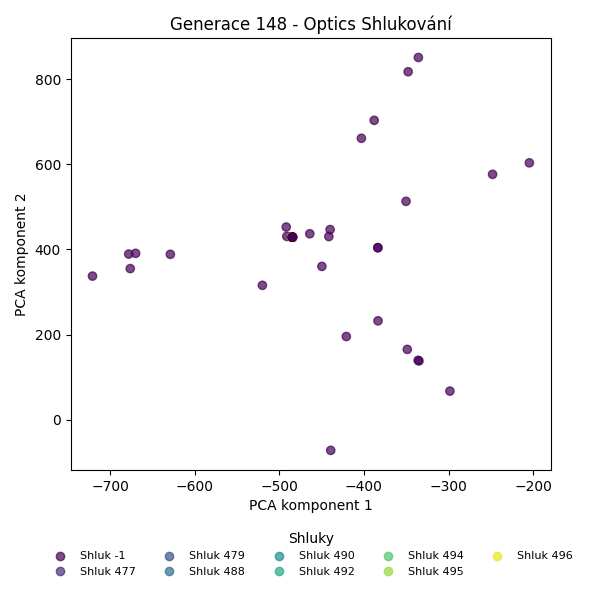 Generace 148 - Optics Shlukování
PCA komponent 2
800
600
400
200
0
−700 −600 −500 −400 −300 −200
PCA komponent 1
Shluky
Shluk -1 Shluk 479 Shluk 490 Shluk 494 Shluk 496
Shluk 477 Shluk 488 Shluk 492 Shluk 495